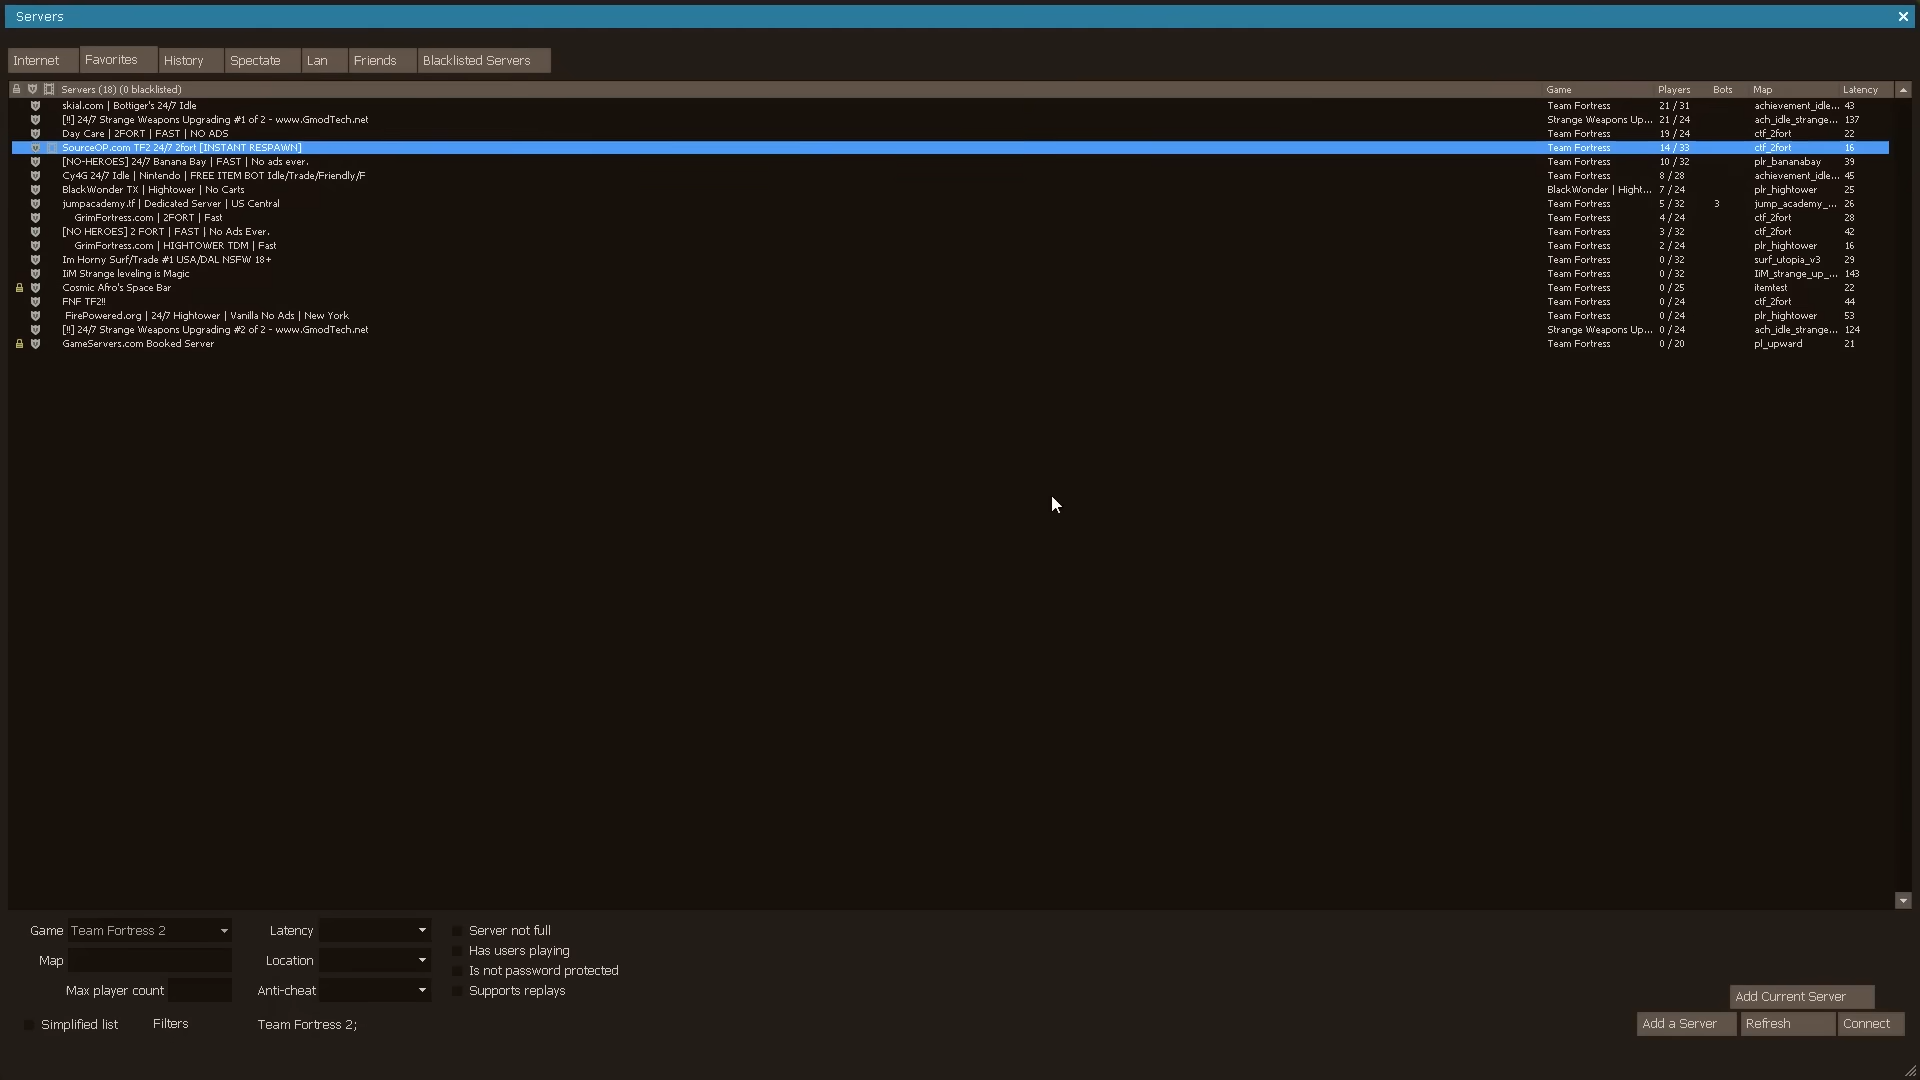 Servers
Internet Favorites History Spectate Lan Friends Blacklisted Servers
Servers (18) (0 blacklisted) Game Players Bots Map Latency
skial.com | Bottiger's 24/7 Idle Team Fortress 21 / 31 achievement_idle... 43
[!!] 24/7 Strange Weapons Upgrading #1 of 2 - www.GmodTech.net Strange Weapons Up... 21 / 24 ach_idle_strange... 137
Day Care | 2FORT | FAST | NO ADS Team Fortress 19 / 24 ctf_2fort 22
SourceOP.com TF2 24/7 2fort [INSTANT RESPAWN] Team Fortress 14 / 33 ctf_2fort 16
[NO-HEROES] 24/7 Banana Bay | FAST | No ads ever. Team Fortress 10 / 32 plr_bananabay 39
Cy4G 24/7 Idle | Nintendo | FREE ITEM BOT Idle/Trade/Friendly/F Team Fortress 8 / 28 achievement_idle... 45
BlackWonder TX | Hightower | No Carts BlackWonder | Hight... 7 / 24 plr_hightower 25
jumpacademy.tf | Dedicated Server | US Central Team Fortress 5 / 32 3 jump_academy_... 26
GrimFortress.com | 2FORT | Fast Team Fortress 4 / 24 ctf_2fort 28
[NO HEROES] 2 FORT | FAST | No Ads Ever. Team Fortress 3 / 32 ctf_2fort 42
GrimFortress.com | HIGHTOWER TDM | Fast Team Fortress 2 / 24 plr_hightower 16
Im Horny Surf/Trade #1 USA/DAL NSFW 18+ Team Fortress 0 / 32 surf_utopia_v3 29
IiM Strange leveling is Magic Team Fortress 0 / 32 IiM_strange_up_... 143
Cosmic Afro's Space Bar Team Fortress 0 / 25 itemtest 22
FNF TF2!! Team Fortress 0 / 24 ctf_2fort 44
FirePowered.org | 24/7 Hightower | Vanilla No Ads | New York Team Fortress 0 / 24 plr_hightower 53
[!!] 24/7 Strange Weapons Upgrading #2 of 2 - www.GmodTech.net Strange Weapons Up... 0 / 24 ach_idle_strange... 124
GameServers.com Booked Server Team Fortress 0 / 20 pl_upward 21
Game Team Fortress 2 Latency Server not full
Has users playing
Map Location Is not password protected
Max player count Anti-cheat Supports replays
Add Current Server
Simplified list Filters Team Fortress 2; Add a Server Refresh Connect